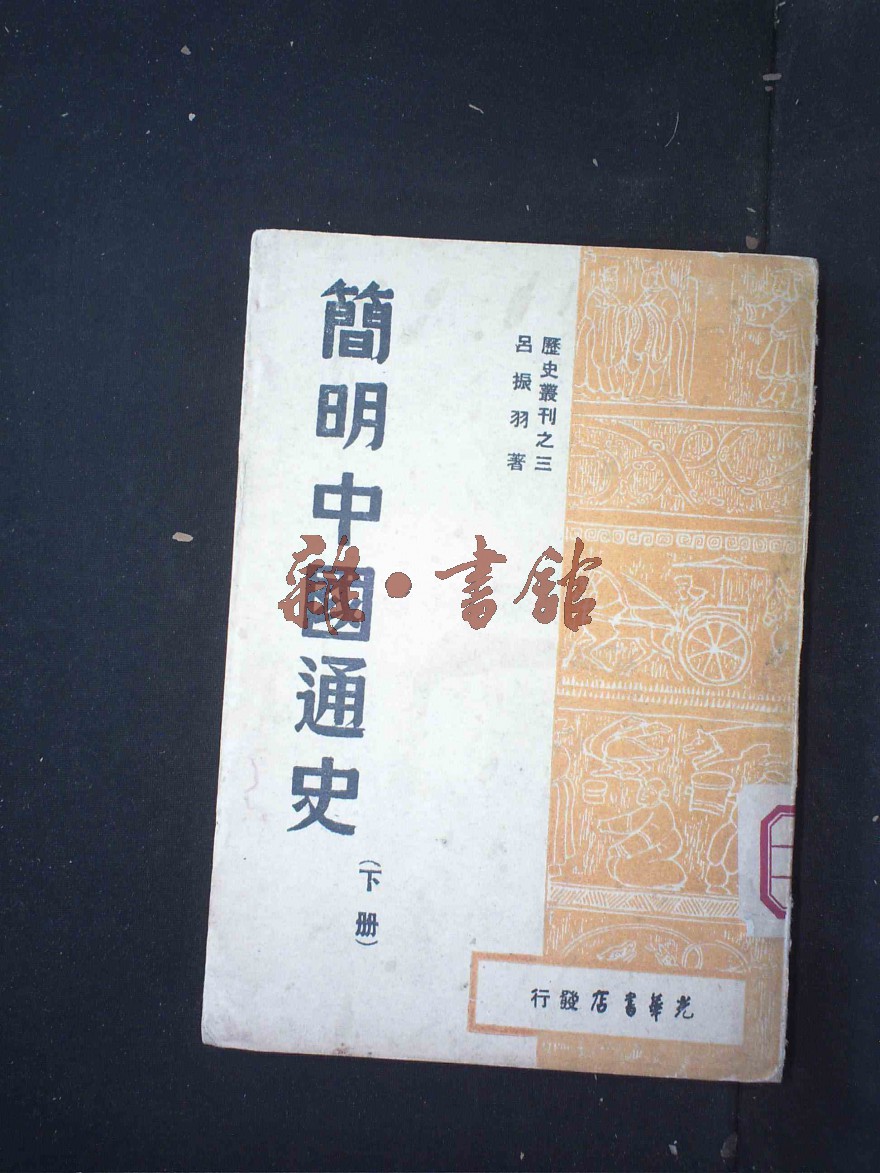 歷史叢刊之三
呂振羽著
簡明中國通史
（下册）
光華書店發行
雜·書館